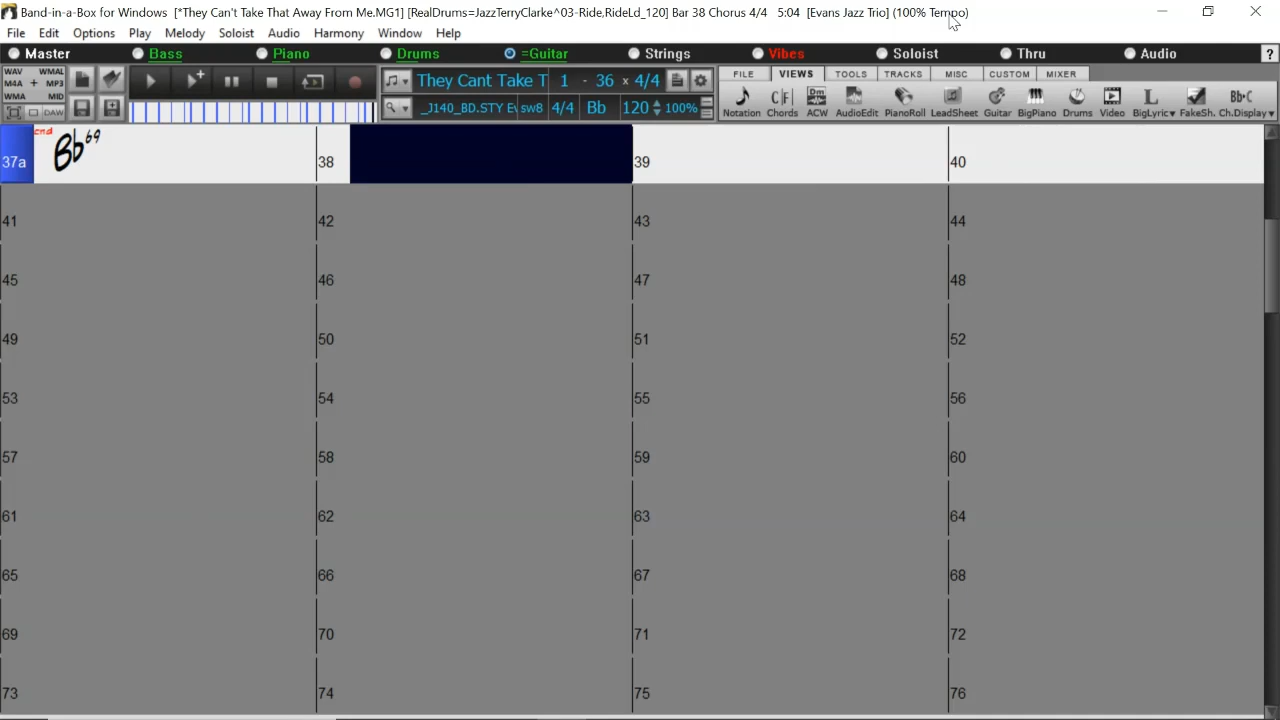 Band-in-a-Box for Windows [*They Can't Take That Away From Me.MG1] [RealDrums=JazzTerryClarke^03-Ride,RideLd_120] Bar 38 Chorus 4/4 5:04 [Evans Jazz Trio] (100% Tempo)
File Edit Options Play Melody Soloist Audio Harmony Window Help
Master Bass Piano Drums =Guitar Strings Vibes Soloist Thru Audio ?
WAV WMAL
M4A + MP3
WMA MID
DAW
They Cant Take T 1 - 36 x 4/4
_J140_BD.STY Ev sw8 4/4 Bb 120 100%
FILE VIEWS TOOLS TRACKS MISC CUSTOM MIXER
C|F Dm L Bb▸C
Notation Chords ACW AudioEdit PianoRoll LeadSheet Guitar BigPiano Drums Video BigLyric FakeSh. Ch.Display
end
37a Bb69 38 39 40
41 42 43 44
45 46 47 48
49 50 51 52
53 54 55 56
57 58 59 60
61 62 63 64
65 66 67 68
69 70 71 72
73 74 75 76